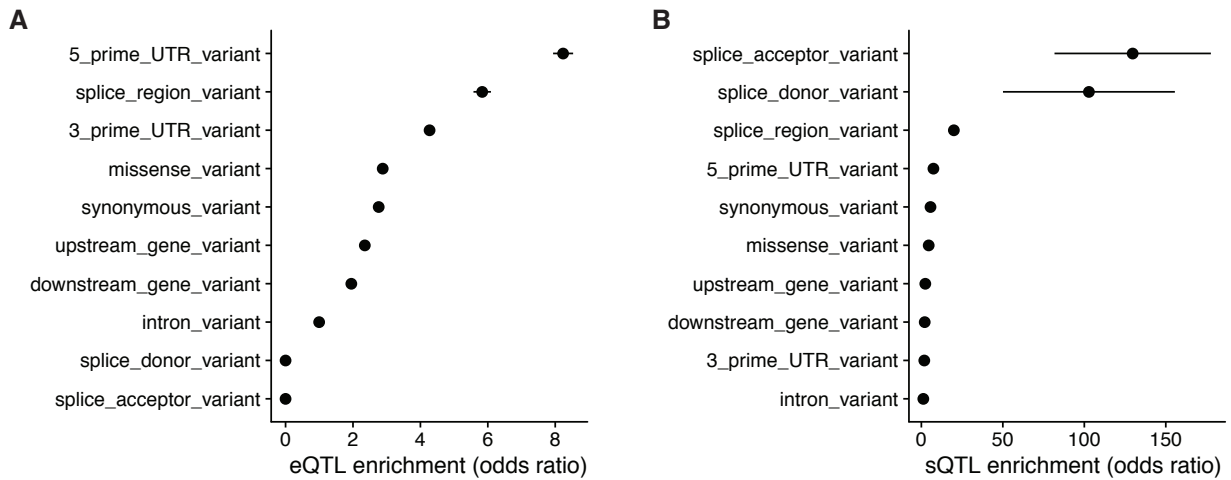 A
5_prime_UTR_variant
splice_region_variant
3_prime_UTR_variant
missense_variant
synonymous_variant
upstream_gene_variant
downstream_gene_variant
intron_variant
splice_donor_variant
splice_acceptor_variant
0 2 4 6 8
eQTL enrichment (odds ratio)
B
splice_acceptor_variant
splice_donor_variant
splice_region_variant
5_prime_UTR_variant
synonymous_variant
missense_variant
upstream_gene_variant
downstream_gene_variant
3_prime_UTR_variant
intron_variant
0 50 100 150
sQTL enrichment (odds ratio)